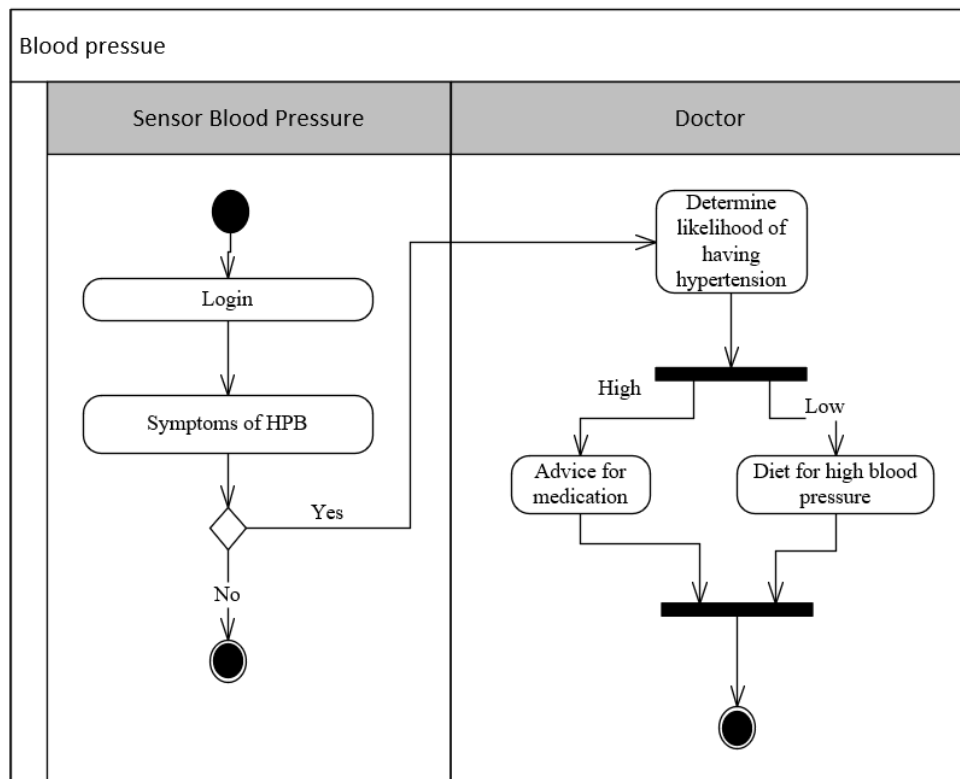 Blood pressue
Sensor Blood Pressure
Doctor
Login
Symptoms of HPB
Yes
No
Determine
likelihood of
having
hypertension
High
Low
Advice for
medication
Diet for high blood
pressure